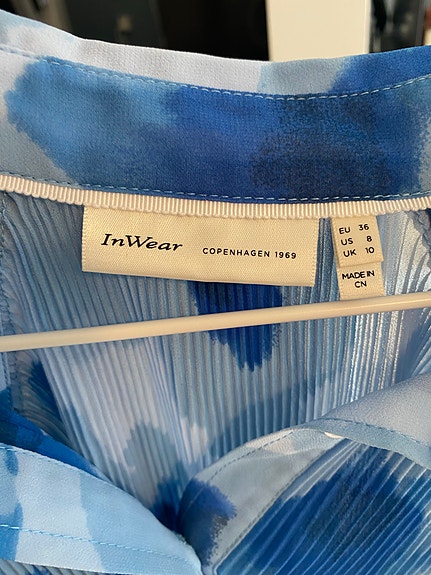 InWear COPENHAGEN 1969
EU 36
US 8
UK 10
MADE IN
CN